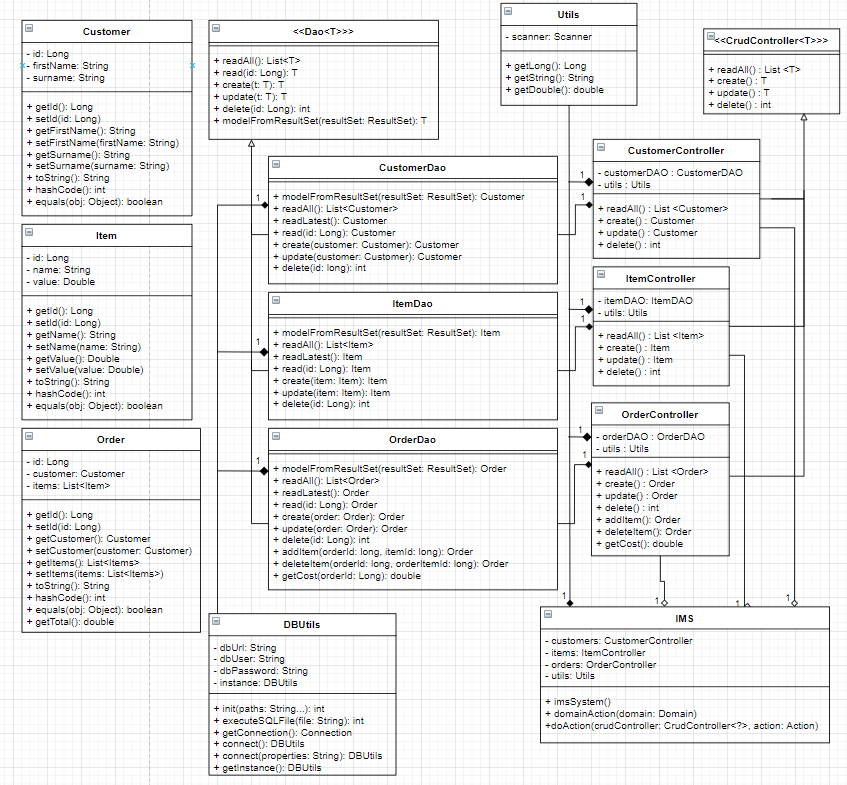 Customer
- id: Long
- firstName: String
- surname: String
+ getId(): Long
+ setId(id: Long)
+ getFirstName(): String
+ setFirstName(firstName: String)
+ getSurname(): String
+ setSurname(surname: String)
+ toString(): String
+ hashCode(): int
+ equals(obj: Object): boolean
Item
- id: Long
- name: String
- value: Double
+ getId(): Long
+ setId(id: Long)
+ getName(): String
+ setName(name: String)
+ getValue(): Double
+ setValue(value: Double)
+ toString(): String
+ hashCode(): int
+ equals(obj: Object): boolean
Order
- id: Long
- customer: Customer
- items: List<Item>
+ getId(): Long
+ setId(id: Long)
+ getCustomer(): Customer
+ setCustomer(customer: Customer)
+ getItems(): List<Items>
+ setItems(items: List<Items>)
+ toString(): String
+ hashCode(): int
+ equals(obj: Object): boolean
+ getTotal(): double
<<Dao<T>>>
+ readAll(): List<T>
+ read(id: Long): T
+ create(t: T): T
+ update(t: T): T
+ delete(id: Long): int
+ modelFromResultSet(resultSet: ResultSet): T
CustomerDao
1
+ modelFromResultSet(resultSet: ResultSet): Customer
+ readAll(): List<Customer>
+ readLatest(): Customer
+ read(id: Long): Customer
+ create(customer: Customer): Customer
+ update(customer: Customer): Customer
+ delete(id: long): int
ItemDao
1
+ modelFromResultSet(resultSet: ResultSet): Item
+ readAll(): List<Item>
+ readLatest(): Item
+ read(id: Long): Item
+ create(item: Item): Item
+ update(item: Item): Item
+ delete(id: Long): int
OrderDao
1
+ modelFromResultSet(resultSet: ResultSet): Order
+ readAll(): List<Order>
+ readLatest(): Order
+ read(id: Long): Order
+ create(order: Order): Order
+ update(order: Order): Order
+ delete(id: Long): int
+ addItem(orderId: long, itemId: long): Order
+ deleteItem(orderId: long, orderItemId: long): Order
+ getCost(orderId: Long): double
DBUtils
- dbUrl: String
- dbUser: String
- dbPassword: String
- instance: DBUtils
+ init(paths: String...): int
+ executeSQLFile(file: String): int
+ getConnection(): Connection
+ connect(): DBUtils
+ connect(properties: String): DBUtils
+ getInstance(): DBUtils
Utils
- scanner: Scanner
+ getLong(): Long
+ getString(): String
+ getDouble(): double
<<CrudController<T>>>
+ readAll() : List <T>
+ create() : T
+ update() : T
+ delete() : int
CustomerController
1
- customerDAO : CustomerDAO
- utils : Utils
1
+ readAll() : List <Customer>
+ create() : Customer
+ update() : Customer
+ delete() : int
ItemController
1
- itemDAO: ItemDAO
- utils: Utils
1
+ readAll() : List <Item>
+ create() : Item
+ update() : Item
+ delete() : int
OrderController
1
- orderDAO : OrderDAO
- utils : Utils
1
+ readAll() : List <Order>
+ create() : Order
+ update() : Order
+ delete() : int
+ addItem(): Order
+ deleteItem(): Order
+ getCost(): double
1
1
1
1
IMS
- customers: CustomerController
- items: ItemController
- orders: OrderController
- utils: Utils
+ imsSystem()
+ domainAction(domain: Domain)
+doAction(crudController: CrudController<?>, action: Action)